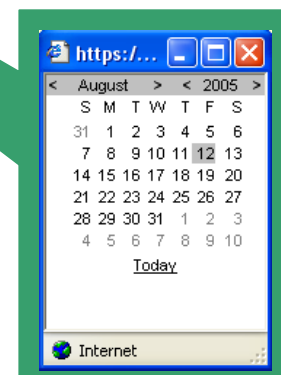 https:/...
< August > < 2005 >
S M T W T F S
31 1 2 3 4 5 6
7 8 9 10 11 12 13
14 15 16 17 18 19 20
21 22 23 24 25 26 27
28 29 30 31 1 2 3
4 5 6 7 8 9 10
Today
Internet